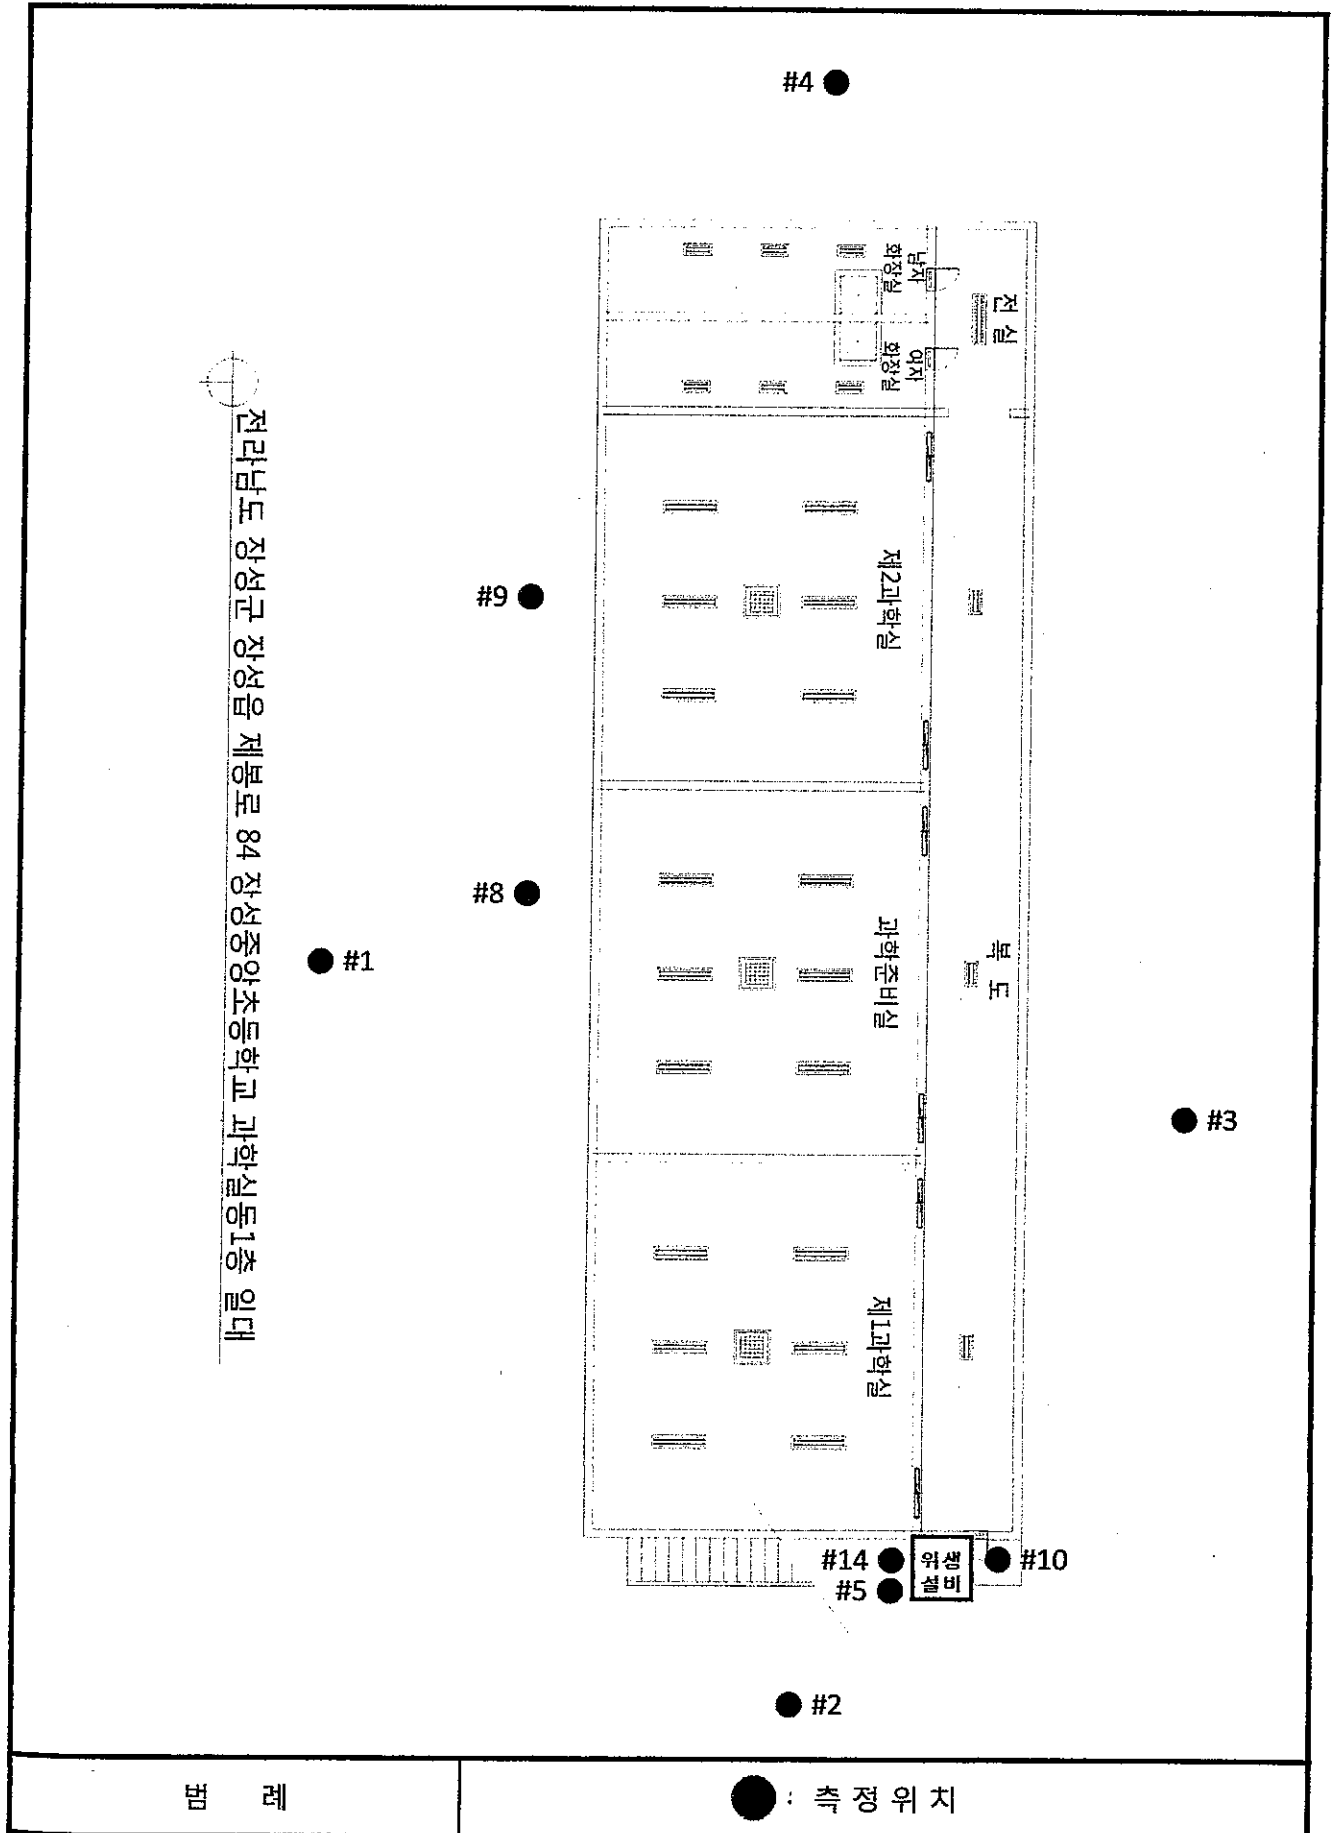 #4
남자
화장실
전실
여자
화장실
전라남도 장성군 장성읍 제봉로 84 장성중앙초등학교 과학실동1층 일대
#9
제2과학실
#8
#1
과학준비실
복도
#3
제1과학실
#14
위생
설비
#10
#5
#2
범 례
: 측정위치